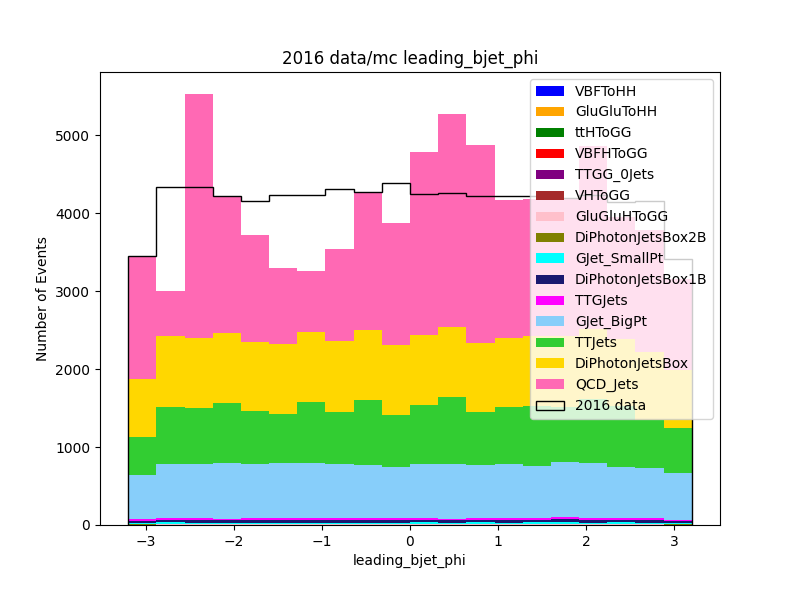 2016 data/mc leading_bjet_phi
Number of Events
5000
4000
3000
2000
1000
0
−3
−2
−1
0
1
2
3
leading_bjet_phi
VBFToHH
GluGluToHH
ttHToGG
VBFHToGG
TTGG_0Jets
VHToGG
GluGluHToGG
DiPhotonJetsBox2B
GJet_SmallPt
DiPhotonJetsBox1B
TTGJets
GJet_BigPt
TTJets
DiPhotonJetsBox
QCD_Jets
2016 data